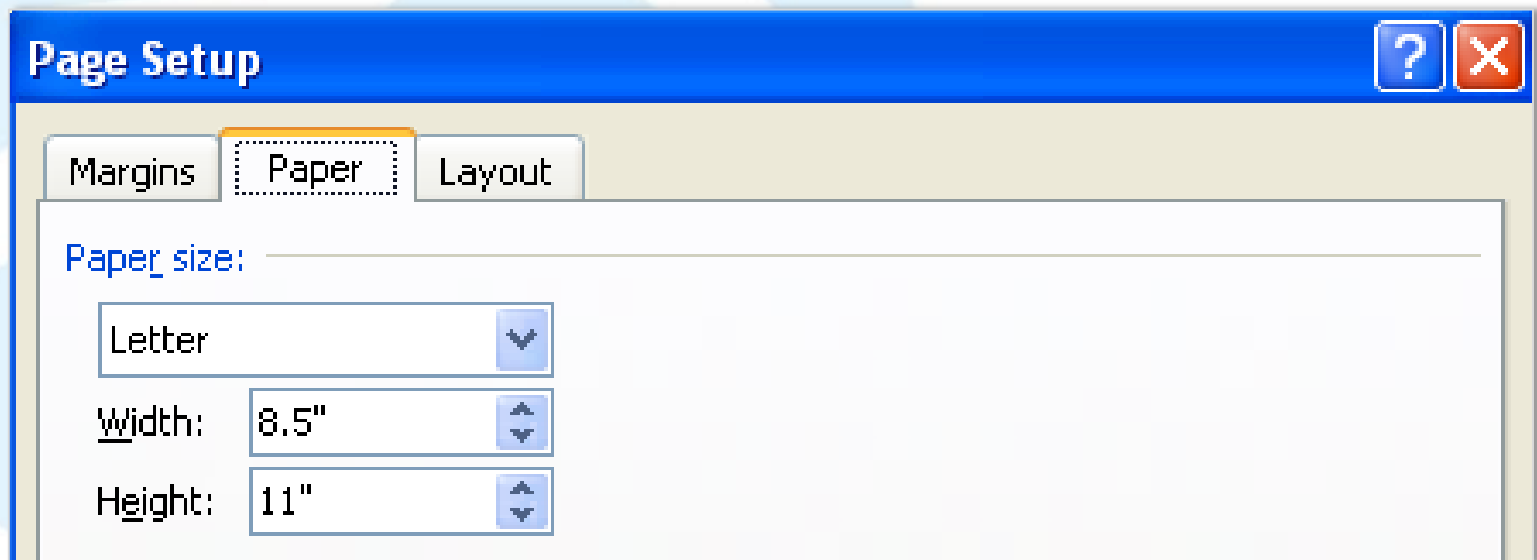 Page Setup
Margins Paper Layout
Paper size:
Letter
Width: 8.5"
Height: 11"